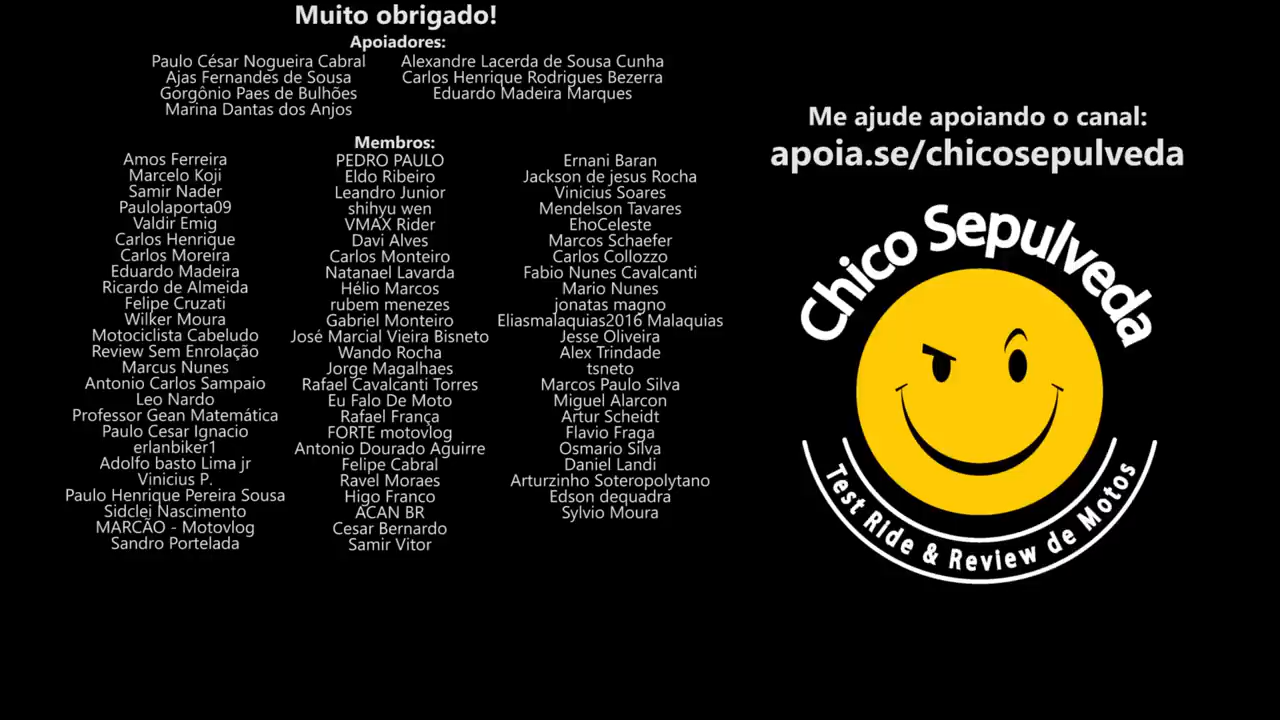 Muito obrigado!
Apoiadores:
Paulo César Nogueira Cabral
Ajas Fernandes de Sousa
Gorgônio Paes de Bulhões
Marina Dantas dos Anjos
Alexandre Lacerda de Sousa Cunha
Carlos Henrique Rodrigues Bezerra
Eduardo Madeira Marques
Membros:
Amos Ferreira
Marcelo Koji
Samir Nader
Paulolaporta09
Valdir Emig
Carlos Henrique
Carlos Moreira
Eduardo Madeira
Ricardo de Almeida
Felipe Cruzati
Wilker Moura
Motociclista Cabeludo
Review Sem Enrolação
Marcus Nunes
Antonio Carlos Sampaio
Leo Nardo
Professor Gean Matemática
Paulo Cesar Ignacio
erlanbiker1
Adolfo basto Lima jr
Vinicius P.
Paulo Henrique Pereira Sousa
Sidclei Nascimento
MARCÃO - Motovlog
Sandro Portelada
PEDRO PAULO
Eldo Ribeiro
Leandro Junior
shihyu wen
VMAX Rider
Davi Alves
Carlos Monteiro
Natanael Lavarda
Hélio Marcos
rubem menezes
Gabriel Monteiro
José Marcial Vieira Bisneto
Wando Rocha
Jorge Magalhaes
Rafael Cavalcanti Torres
Eu Falo De Moto
Rafael França
FORTE motovlog
Antonio Dourado Aguirre
Felipe Cabral
Ravel Moraes
Higo Franco
ACAN BR
Cesar Bernardo
Samir Vitor
Ernani Baran
Jackson de jesus Rocha
Vinicius Soares
Mendelson Tavares
EhoCeleste
Marcos Schaefer
Carlos Collozzo
Fabio Nunes Cavalcanti
Mario Nunes
jonatas magno
Eliasmalaquias2016 Malaquias
Jesse Oliveira
Alex Trindade
tsneto
Marcos Paulo Silva
Miguel Alarcon
Artur Scheidt
Flavio Fraga
Osmario Silva
Daniel Landi
Arturzinho Soteropolytano
Edson dequadra
Sylvio Moura
Me ajude apoiando o canal:
apoia.se/chicosepulveda
Chico Sepulveda
Test Ride & Review de Motos